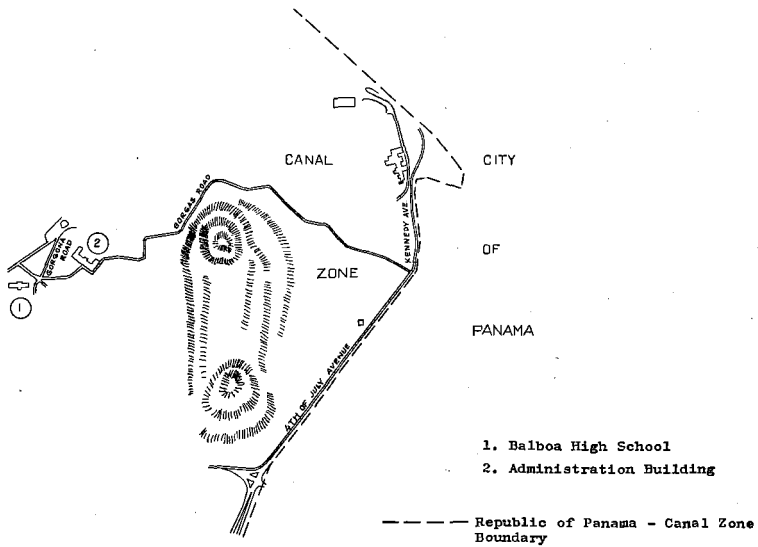 CANAL
CITY
GORGAS ROAD
KENNEDY AVE
GORGONA
ROAD
2
OF
ZONE
1
PANAMA
4TH OF JULY AVENUE
1. Balboa High School
2. Administration Building
Republic of Panama - Canal Zone
Boundary